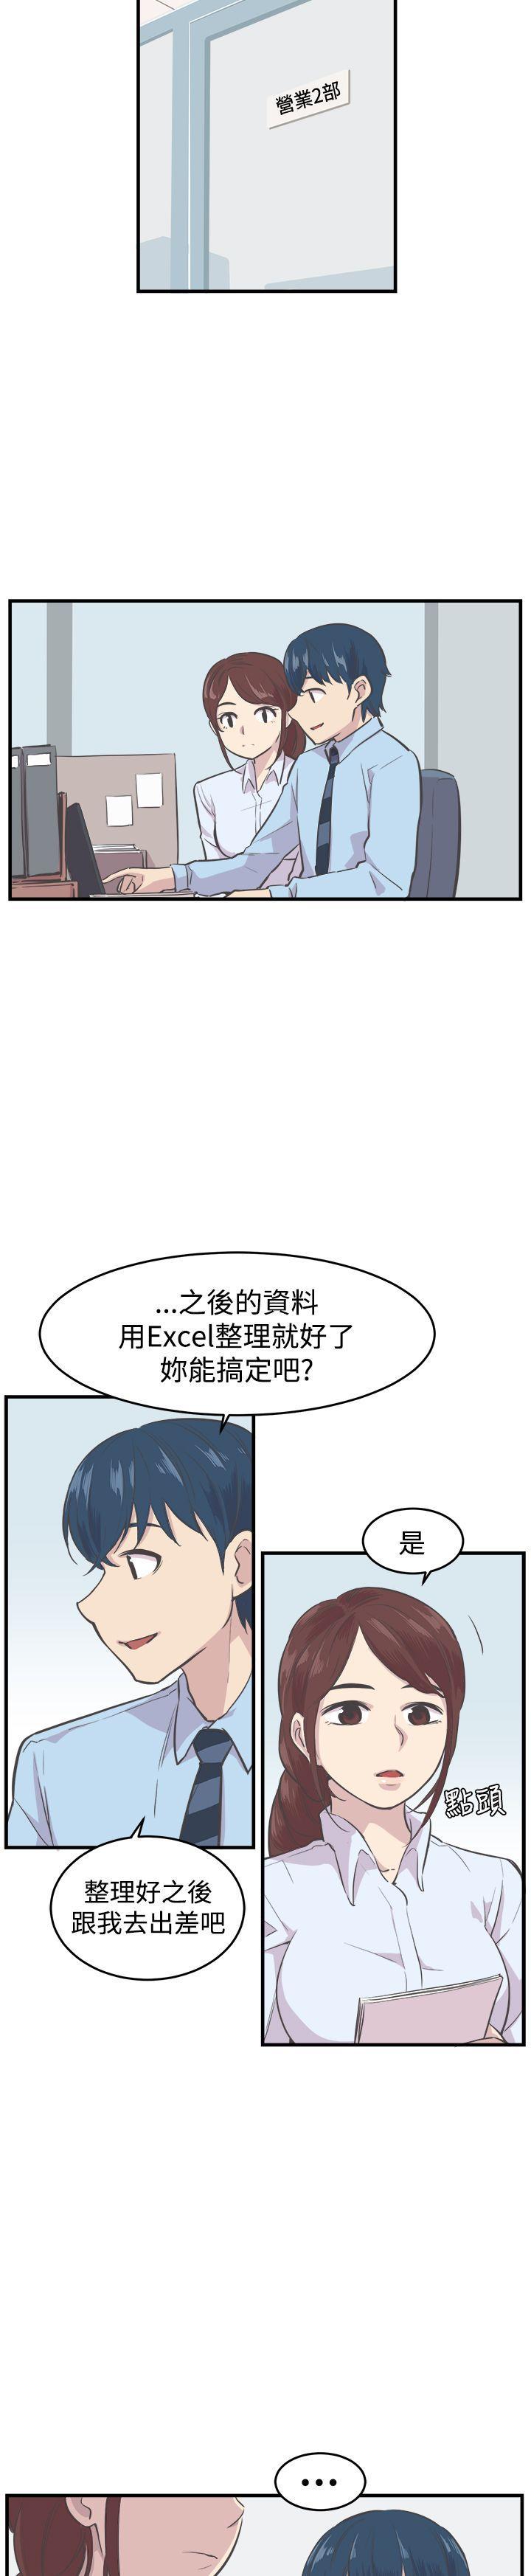 營業2部
...之後的資料
用Excel整理就好了
妳能搞定吧?
是
點頭
整理好之後
跟我去出差吧
•••